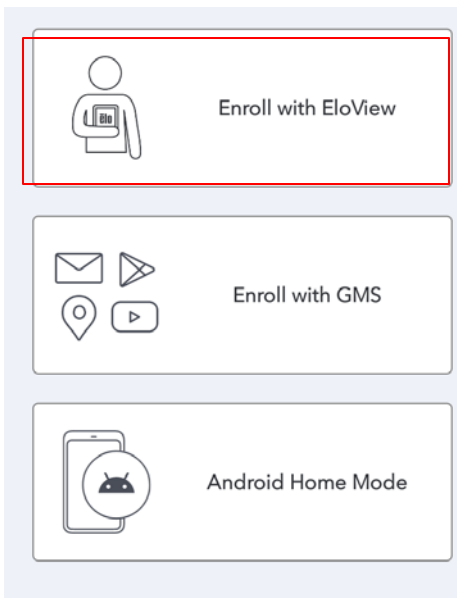 elo
Enroll with EloView
Enroll with GMS
Android Home Mode